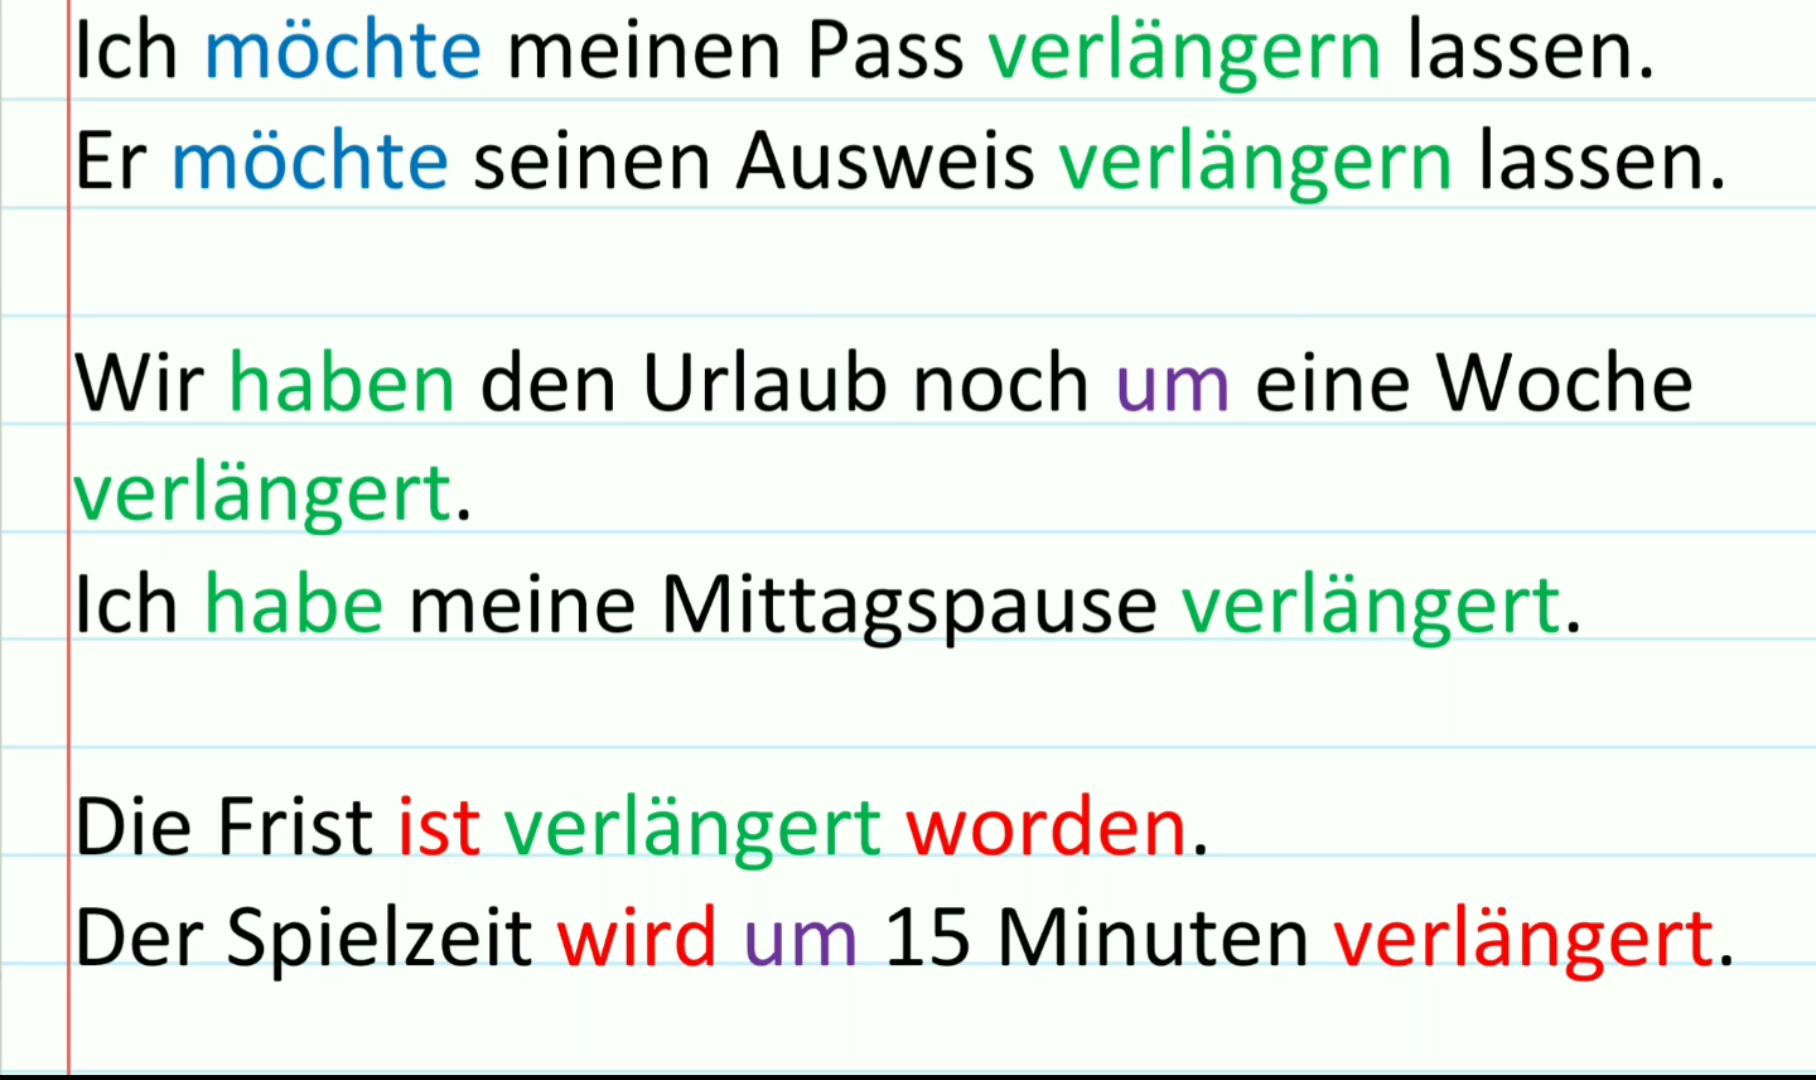 Ich möchte meinen Pass verlängern lassen.
Er möchte seinen Ausweis verlängern lassen.
Wir haben den Urlaub noch um eine Woche
verlängert.
Ich habe meine Mittagspause verlängert.
Die Frist ist verlängert worden.
Der Spielzeit wird um 15 Minuten verlängert.